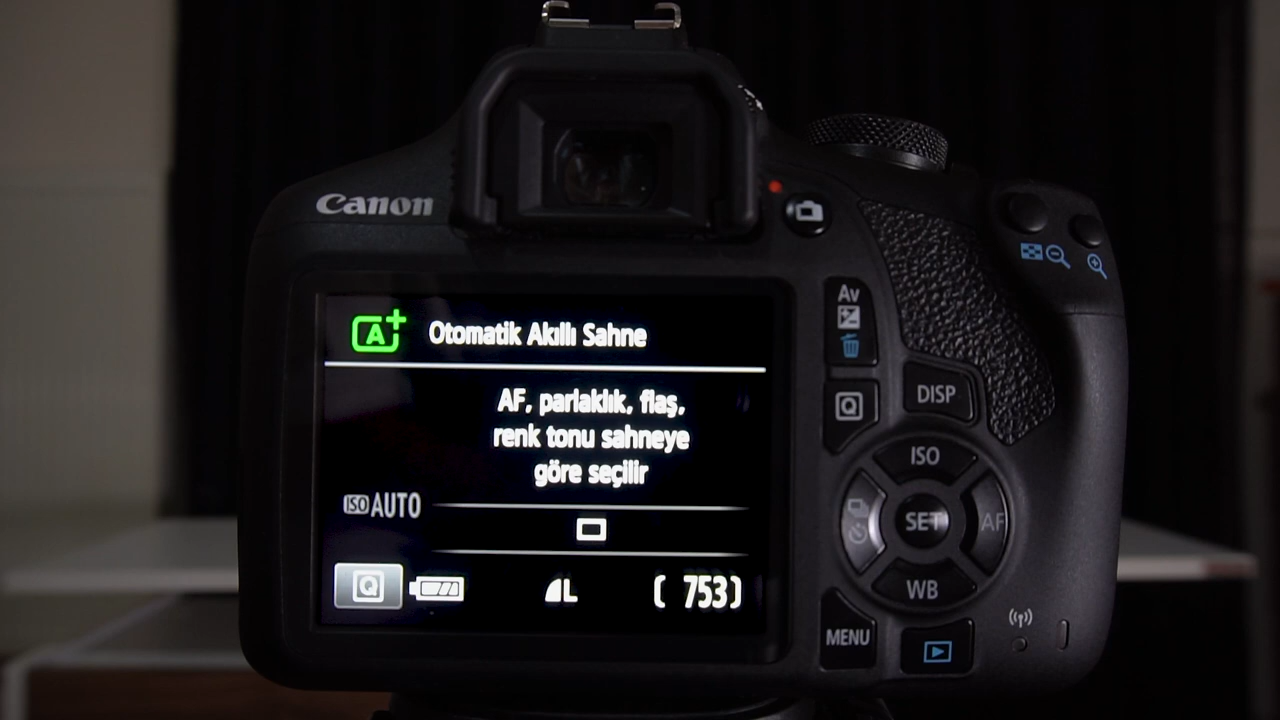 Canon
A+
Otomatik Akıllı Sahne
AF, parlaklık, flaş,
renk tonu sahneye
göre seçilir
ISO AUTO
Q
L
[ 753]
Av
Q
DISP
ISO
SET
AF
WB
MENU